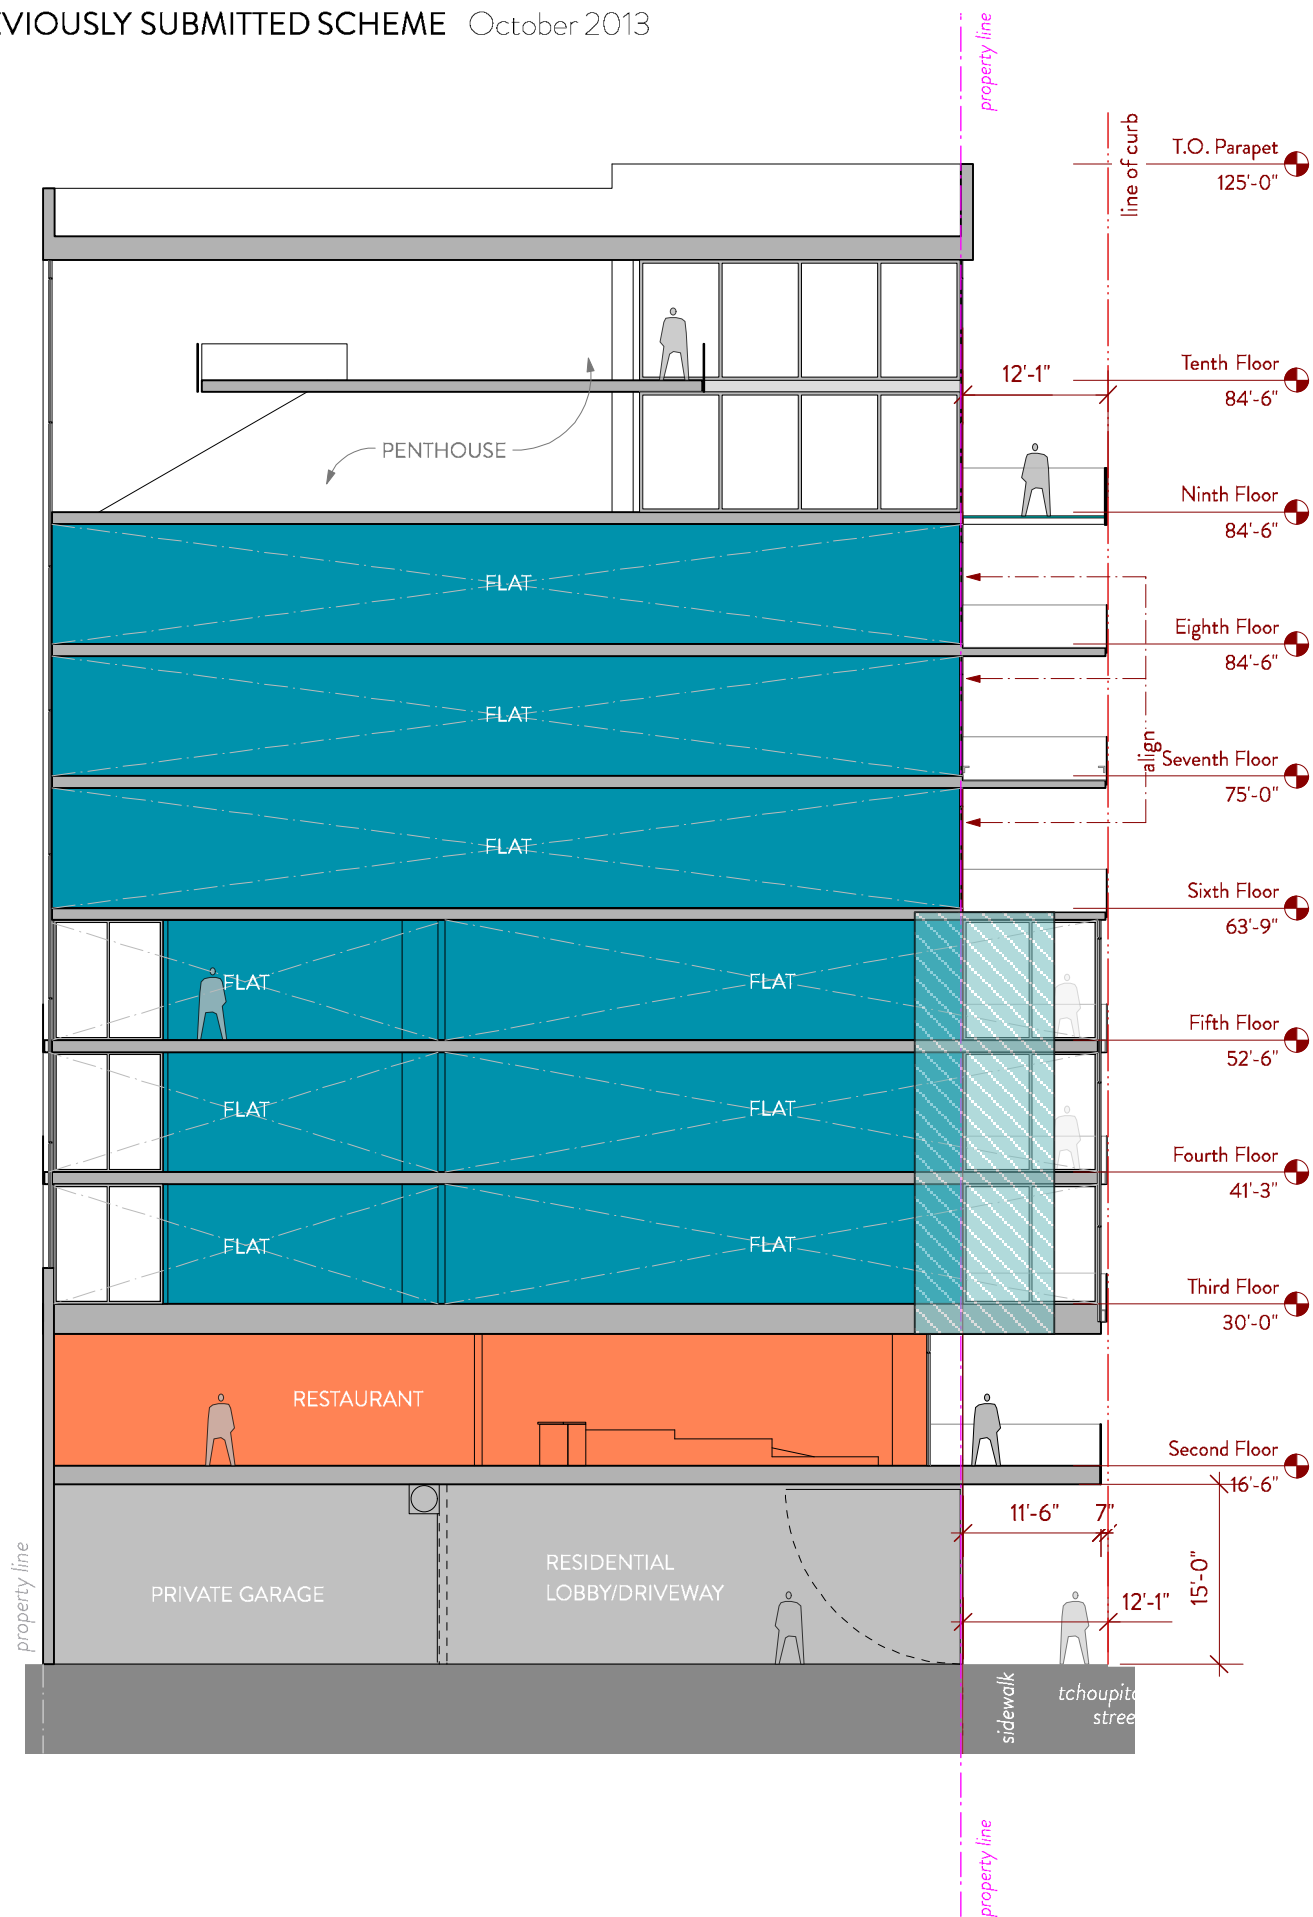 SUBMITTED SCHEME October 2013
property line
line of curb
T.O. Parapet
125'-0"
Tenth Floor
84'-6"
12'-1"
PENTHOUSE
Ninth Floor
84'-6"
FLAT
Eighth Floor
84'-6"
FLAT
align
Seventh Floor
75'-0"
FLAT
Sixth Floor
63'-9"
FLAT
FLAT
Fifth Floor
52'-6"
FLAT
FLAT
Fourth Floor
41'-3"
FLAT
FLAT
Third Floor
30'-0"
RESTAURANT
Second Floor
16'-6"
11'-6" 7"
property line
PRIVATE GARAGE
RESIDENTIAL
LOBBY/DRIVEWAY
12'-1"
15'-0"
sidewalk
property line